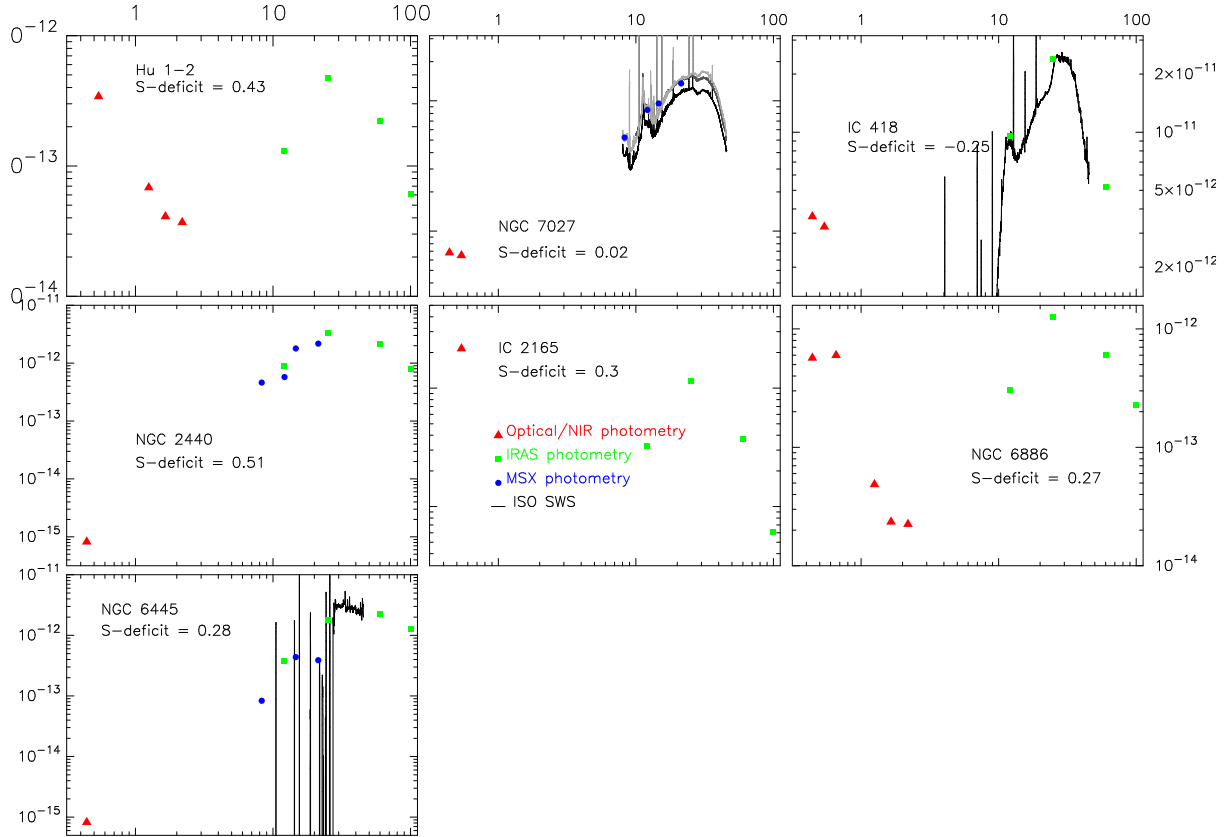 1 10 100
1 10 100
1 10 100
0−12
0−13
0−14
Hu 1−2
S−deficit = 0.43
NGC 7027
S−deficit = 0.02
IC 418
S−deficit = −0.25
2×10−11
10−11
5×10−12
2×10−12
10−11
10−12
10−13
10−14
10−15
NGC 2440
S−deficit = 0.51
IC 2165
S−deficit = 0.3
Optical/NIR photometry
IRAS photometry
MSX photometry
ISO SWS
NGC 6886
S−deficit = 0.27
10−12
10−13
10−14
10−11
10−12
10−13
10−14
10−15
NGC 6445
S−deficit = 0.28